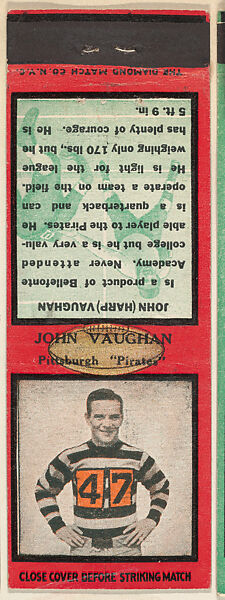 THE DIAMOND MATCH CO. N.Y.C.
JOHN (HARP) VAUGHAN
is a product of Bellefonte
Academy. Never attended
college but he is a very valu-
able player to the Pirates. He
is a quarterback and can
operate a team on the field.
He is light for the league
weighing only 170 lbs., but he
has plenty of courage. He is
5 ft. 9 in.
JOHN VAUGHAN
Pittsburgh "Pirates"
47
CLOSE COVER BEFORE STRIKING MATCH